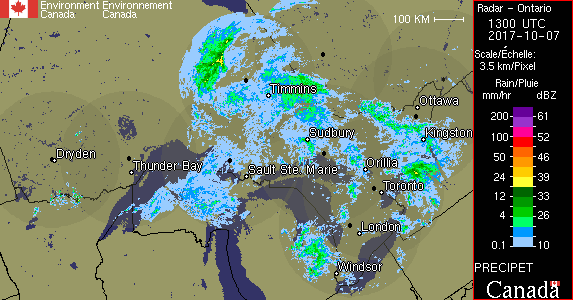 Environment Environnement
Canada Canada
100 KM
Timmins
Ottawa
Sudbury
Kingston
Dryden
Thunder Bay
Sault Ste. Marie
Orillia
Toronto
London
Windsor
Radar - Ontario
1300 UTC
2017-10-07
Scale/Échelle:
3.5 km/Pixel
Rain/Pluie
mm/hr dBZ
200 61
100 52
50 46
24 39
12 33
4 26
0.1 10
PRECIPET
Canada